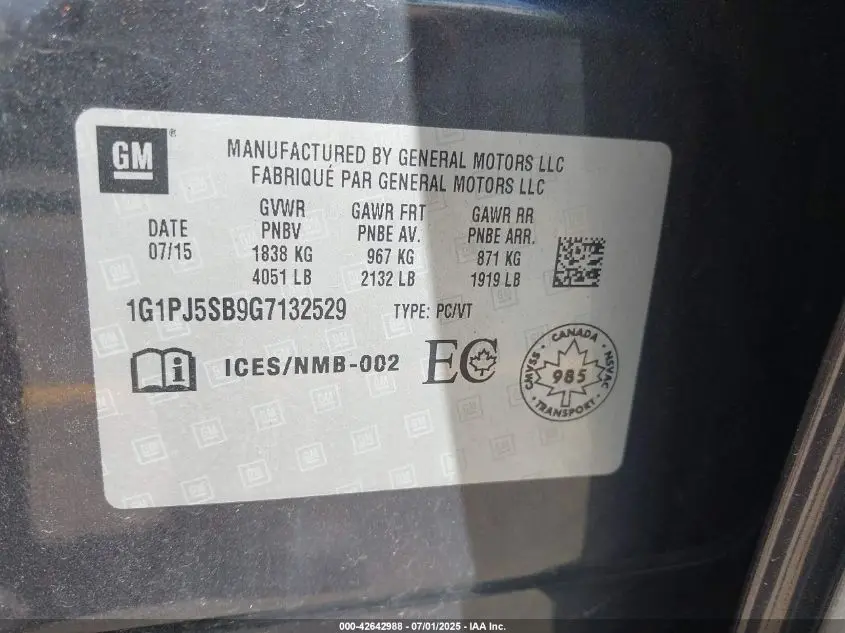 GM
MANUFACTURED BY GENERAL MOTORS LLC
FABRIQUÉ PAR GENERAL MOTORS LLC
DATE
07/15
GVWR
PNBV
1838 KG
4051 LB
GAWR FRT
PNBE AV.
967 KG
2132 LB
GAWR RR
PNBE ARR.
871 KG
1919 LB
1G1PJ5SB9G7132529 TYPE: PC/VT
i ICES/NMB-002 EC
CANADA
CMVSS 985 NSVAC
TRANSPORT
000-42642988 - 07/01/2025 - IAA Inc.